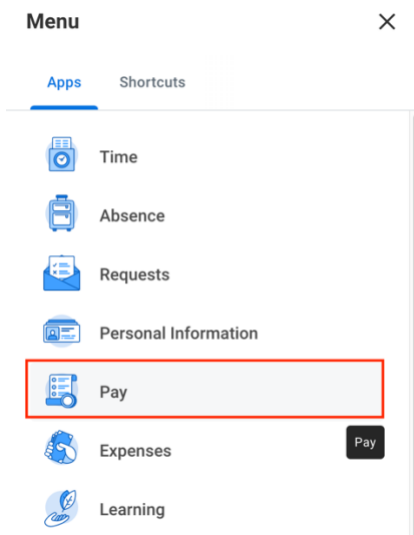 Menu
Apps Shortcuts
Time
Absence
Requests
Personal Information
Pay
Expenses
Pay
Learning